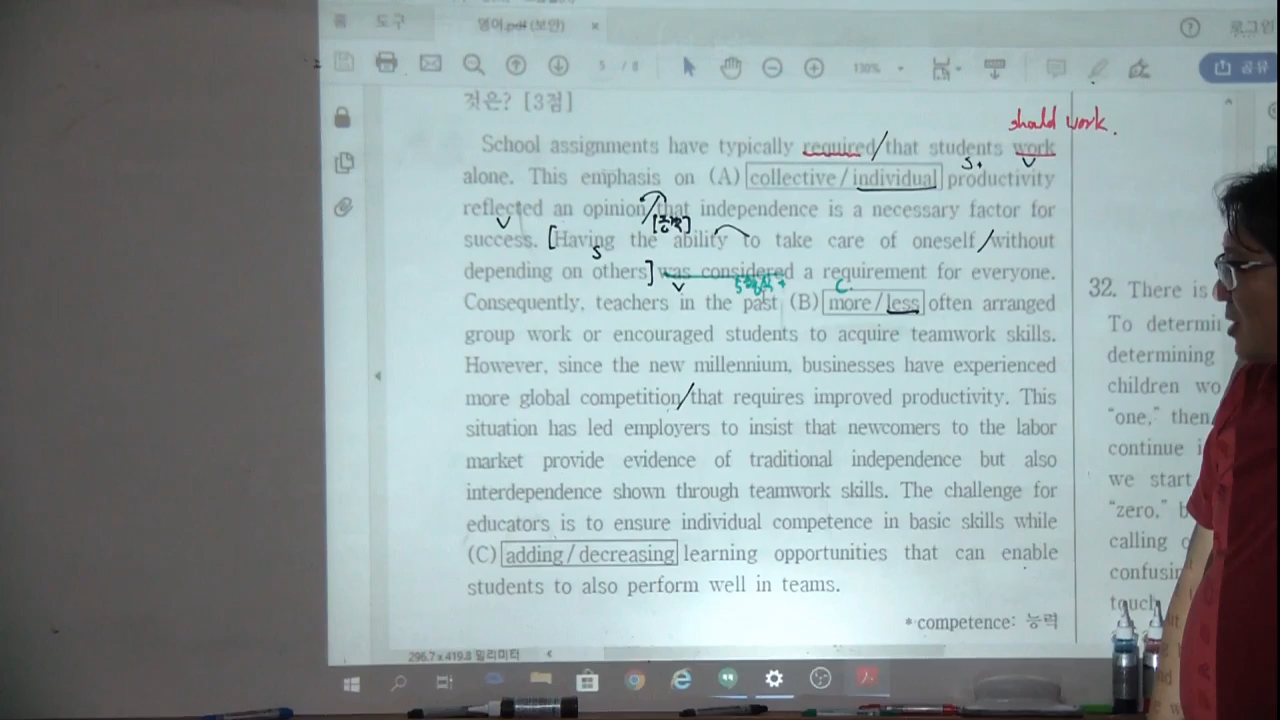 홈 도구 영어.pdf (보안) × ? 로그인
5 / 8 130% 공유
것은? [3점]
should work.
School assignments have typically required/that students work
s+ v
alone. This emphasis on (A) collective / individual productivity
reflected an opinion/that independence is a necessary factor for
v
success. [Having the ability to take care of oneself/without
s
depending on others] was considered a requirement for everyone.
v C.
Consequently, teachers in the past (B) more / less often arranged
group work or encouraged students to acquire teamwork skills.
However, since the new millennium, businesses have experienced
more global competition/that requires improved productivity. This
situation has led employers to insist that newcomers to the labor
market provide evidence of traditional independence but also
interdependence shown through teamwork skills. The challenge for
educators is to ensure individual competence in basic skills while
(C) adding / decreasing learning opportunities that can enable
students to also perform well in teams.
* competence: 능력
32. There is
To determi
determining
children wo
“one,” then
continue i
we start
“zero,” b
calling
confusin
touch
296.7 x 419.8 밀리미터